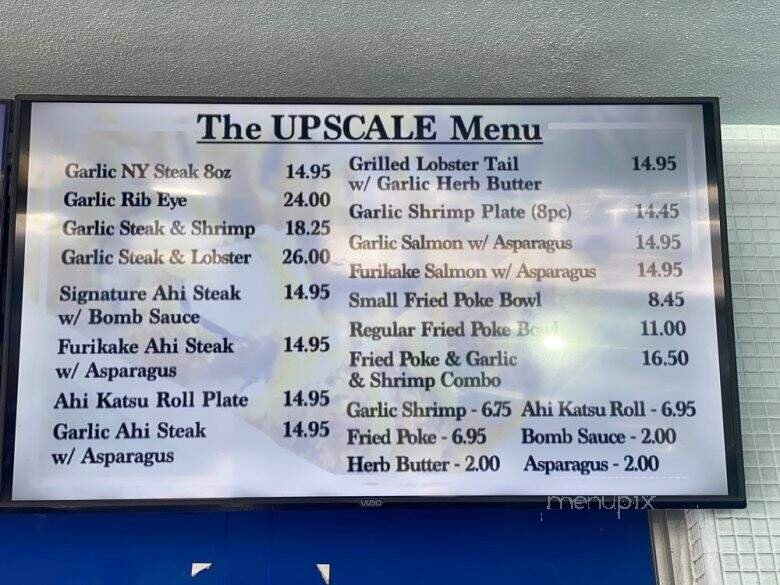 The UPSCALE Menu
Garlic NY Steak 8oz 14.95
Garlic Rib Eye 24.00
Garlic Steak & Shrimp 18.25
Garlic Steak & Lobster 26.00
Signature Ahi Steak 14.95
w/ Bomb Sauce
Furikake Ahi Steak 14.95
w/ Asparagus
Ahi Katsu Roll Plate 14.95
Garlic Ahi Steak 14.95
w/ Asparagus
Grilled Lobster Tail 14.95
w/ Garlic Herb Butter
Garlic Shrimp Plate (8pc) 14.45
Garlic Salmon w/ Asparagus 14.95
Furikake Salmon w/ Asparagus 14.95
Small Fried Poke Bowl 8.45
Regular Fried Poke Bowl 11.00
Fried Poke & Garlic 16.50
& Shrimp Combo
Garlic Shrimp - 6.75 Ahi Katsu Roll - 6.95
Fried Poke - 6.95 Bomb Sauce - 2.00
Herb Butter - 2.00 Asparagus - 2.00
VIZIO
menupix